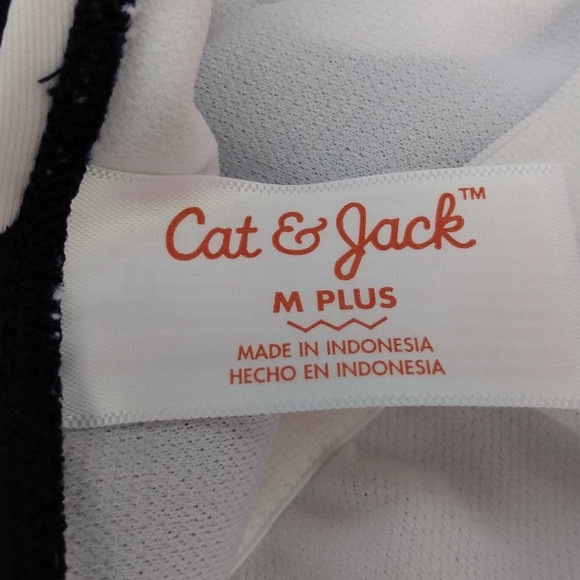 Cat & Jack™
M PLUS
MADE IN INDONESIA
HECHO EN INDONESIA